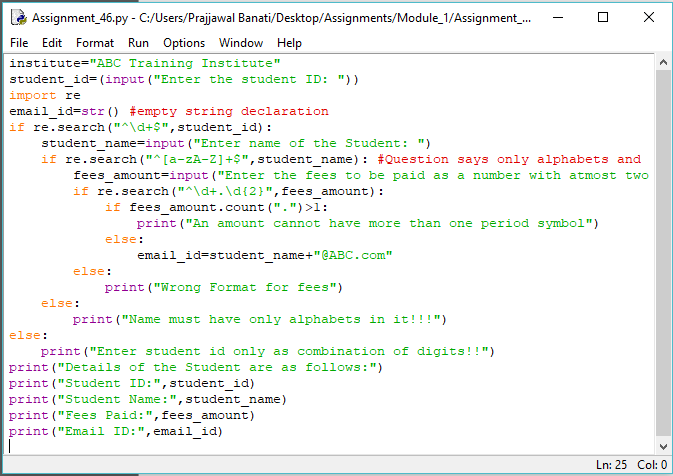 Assignment_46.py - C:/Users/Prajjawal Banati/Desktop/Assignments/Module_1/Assignment_...
File Edit Format Run Options Window Help
institute="ABC Training Institute"
student_id=(input("Enter the student ID: "))
import re
email_id=str() #empty string declaration
if re.search("^\d+$",student_id):
    student_name=input("Enter name of the Student: ")
    if re.search("^[a-zA-Z]+$",student_name): #Question says only alphabets and
        fees_amount=input("Enter the fees to be paid as a number with atmost two
        if re.search("^\d+.\d{2}",fees_amount):
            if fees_amount.count(".")>1:
                print("An amount cannot have more than one period symbol")
            else:
                email_id=student_name+"@ABC.com"
        else:
            print("Wrong Format for fees")
    else:
        print("Name must have only alphabets in it!!!")
else:
    print("Enter student id only as combination of digits!!")
print("Details of the Student are as follows:")
print("Student ID:",student_id)
print("Student Name:",student_name)
print("Fees Paid:",fees_amount)
print("Email ID:",email_id)
Ln: 25 Col: 0